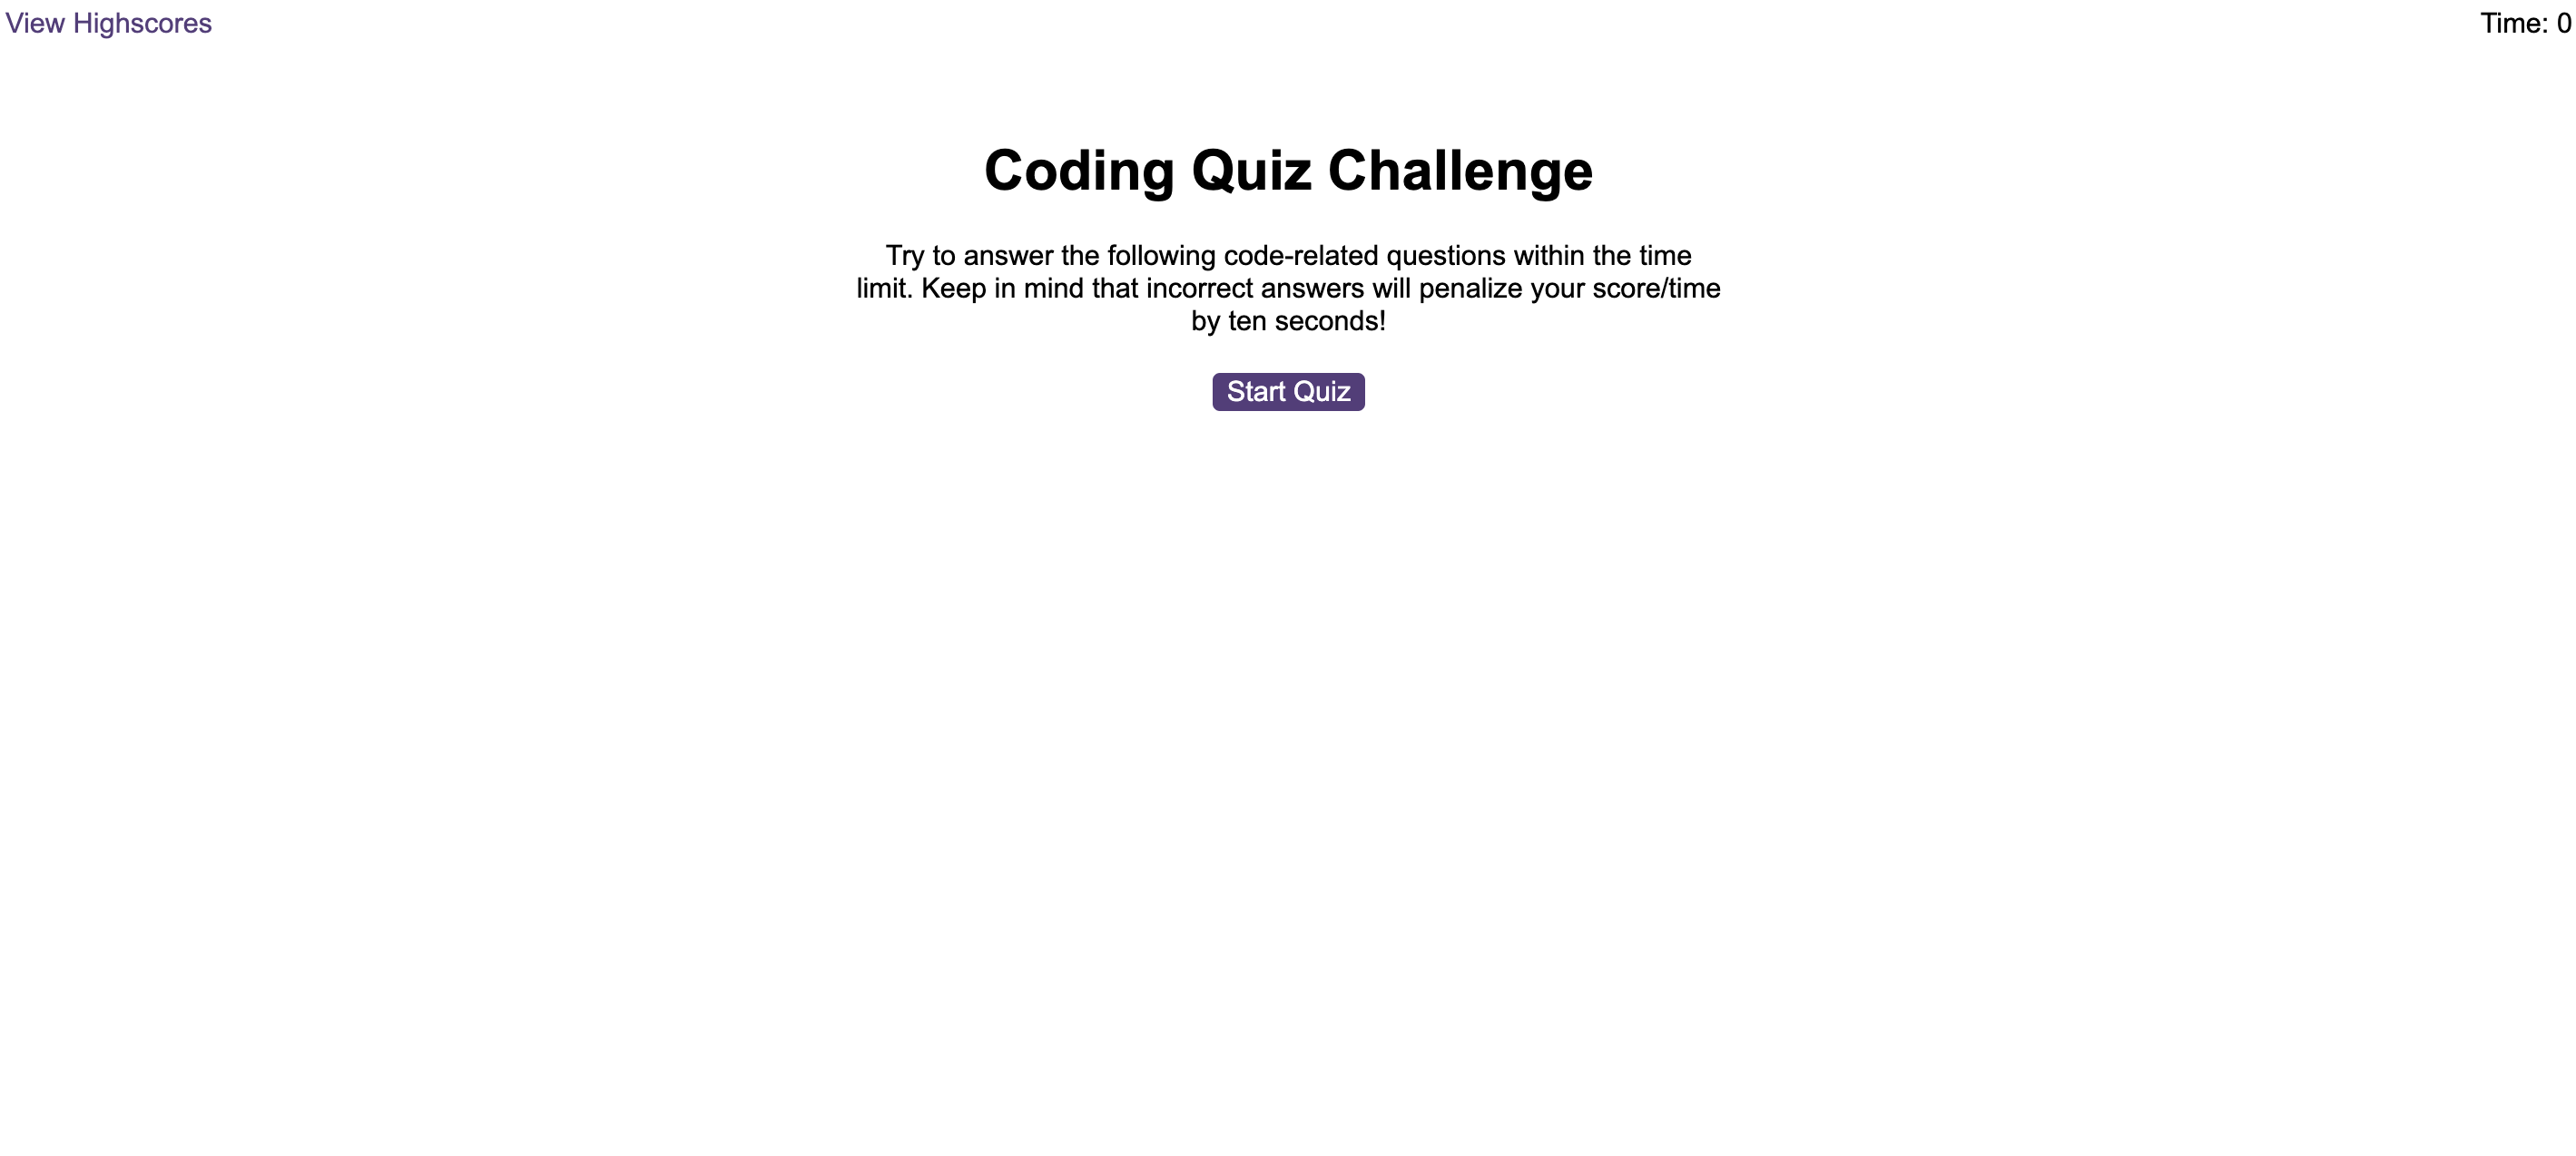 View Highscores
Time: 0
Coding Quiz Challenge
Try to answer the following code-related questions within the time
limit. Keep in mind that incorrect answers will penalize your score/time
by ten seconds!
Start Quiz